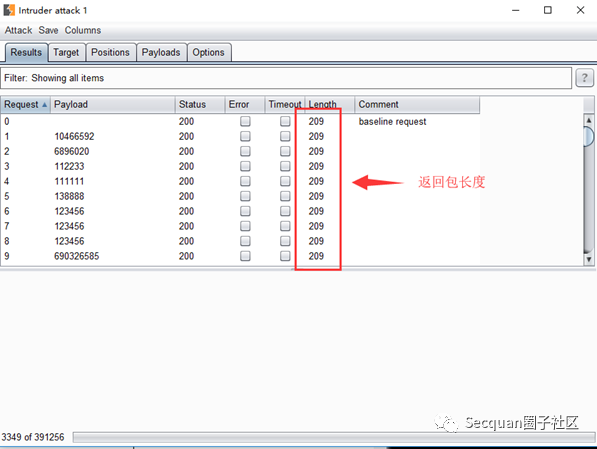 Intruder attack 1
Attack Save Columns
Results Target Positions Payloads Options
Filter: Showing all items ?
Request Payload Status Error Timeout Length Comment
0 200 209 baseline request
1 10466592 200 209
2 6896020 200 209
3 112233 200 209
4 111111 200 209
5 138888 200 209
6 123456 200 209
7 123456 200 209
8 123456 200 209
9 690326585 200 209
返回包长度
3349 of 391256
Secquan圈子社区